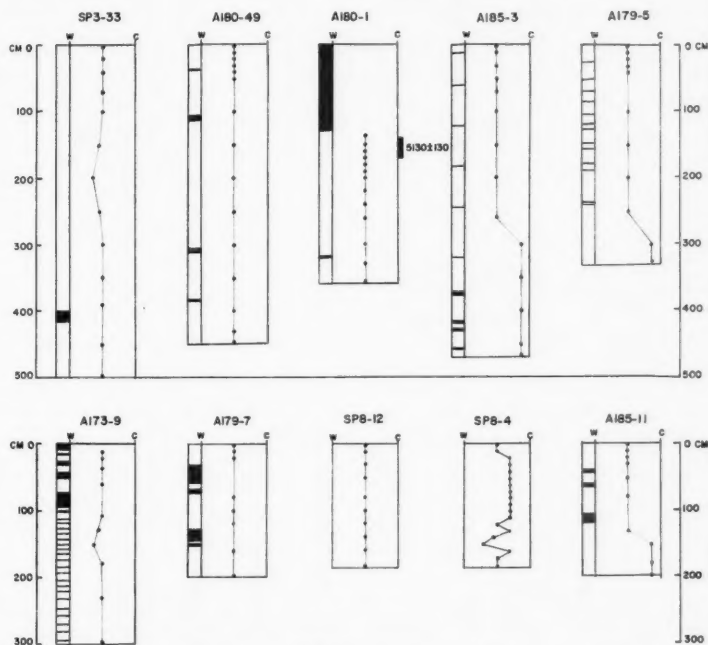 SP3-33 A180-49 A180-1 A185-3 A179-5
W C W C W C W C W C
CM 0 0 CM
100 100
5130±130
200 200
300 300
400 400
500 500
A173-9 A179-7 SP8-12 SP8-4 A185-11
W C W C W C W C W C
CM 0 0 CM
100 100
200 200
300 300